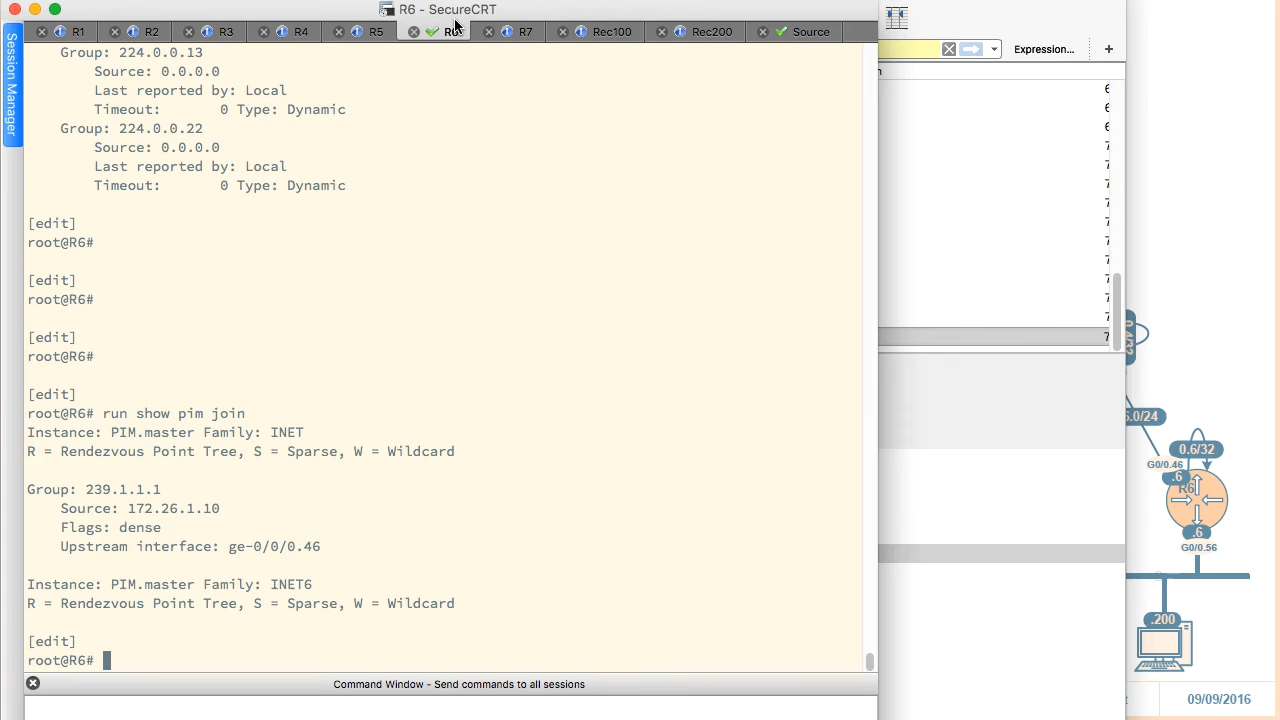 R6 - SecureCRT
R1
R2
R3
R4
R7
Rec100
Rec200
Source
Session Manager
Expression...
+
Group: 224.0.0.13
Source: 0.0.0.0
Last reported by: Local
Timeout: 0 Type: Dynamic
Group: 224.0.0.22
Source: 0.0.0.0
Last reported by: Local
Timeout: 0 Type: Dynamic
[edit]
root@R6#
[edit]
root@R6#
[edit]
root@R6#
[edit]
root@R6# run show pim join
Instance: PIM.master Family: INET
R = Rendezvous Point Tree, S = Sparse, W = Wildcard
Group: 239.1.1.1
Source: 172.26.1.10
Flags: dense
Upstream interface: ge-0/0/0.46
Instance: PIM.master Family: INET6
R = Rendezvous Point Tree, S = Sparse, W = Wildcard
[edit]
root@R6#
Command Window - Send commands to all sessions
0.6/32
G0/0.46
.6
R6
.6
G0/0.56
.200
09/09/2016